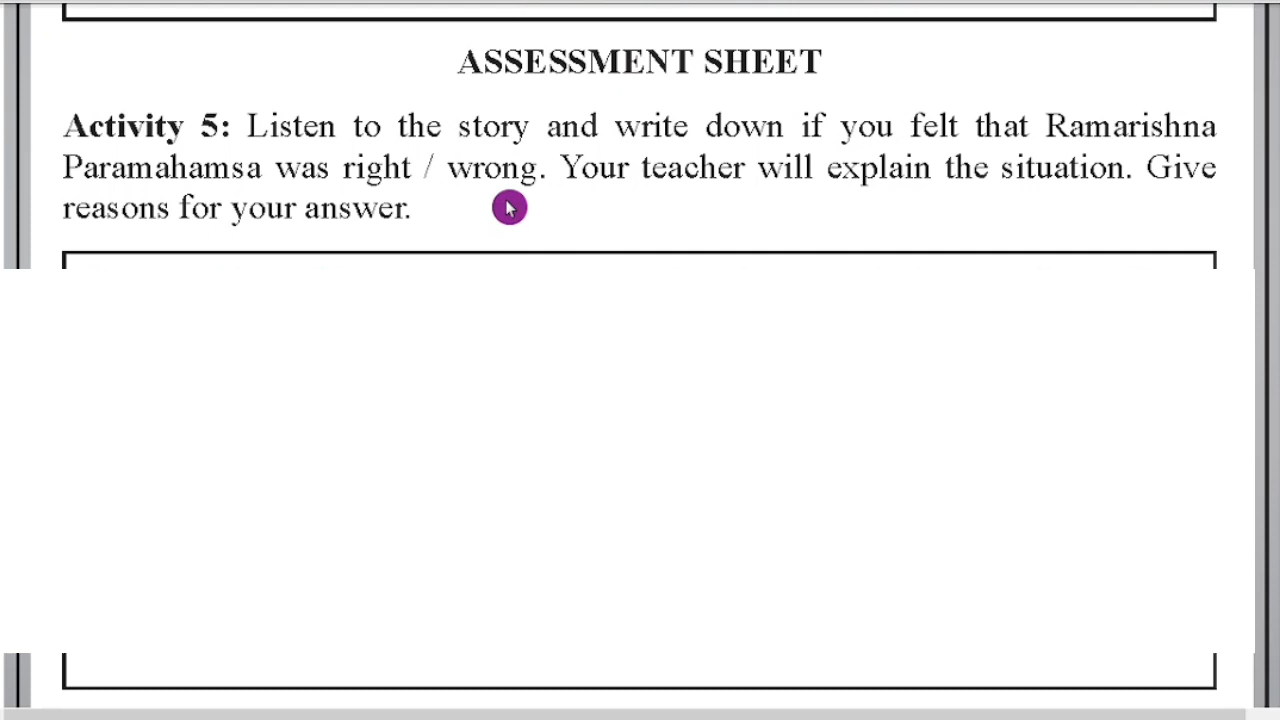 ASSESSMENT SHEET
Activity 5: Listen to the story and write down if you felt that Ramarishna
Paramahamsa was right / wrong. Your teacher will explain the situation. Give
reasons for your answer.